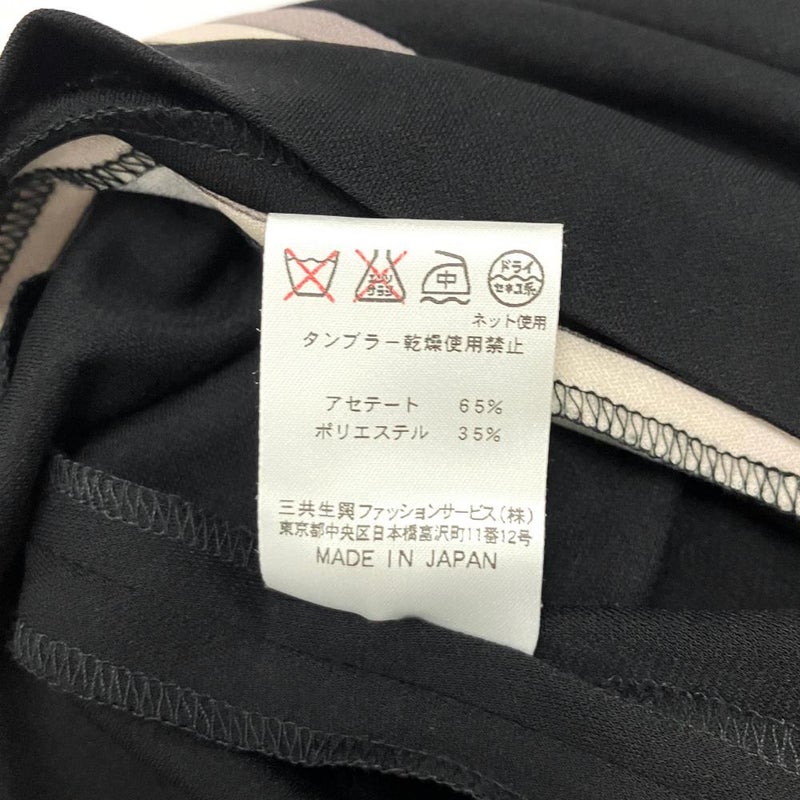 エンソ
サラシ
中
ドライ
セキユ系
ネット使用
タンブラー乾燥使用禁止
アセテート 65%
ポリエステル 35%
三共生興ファッションサービス(株)
東京都中央区日本橋富沢町11番12号
MADE IN JAPAN